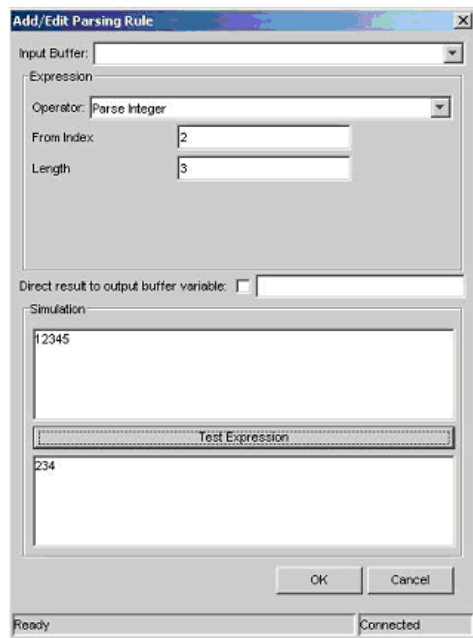 Add/Edit Parsing Rule
Input Buffer:
Expression
Operator: Parse Integer
From Index 2
Length 3
Direct result to output buffer variable:
Simulation
12345
Test Expression
234
OK Cancel
Ready Connected